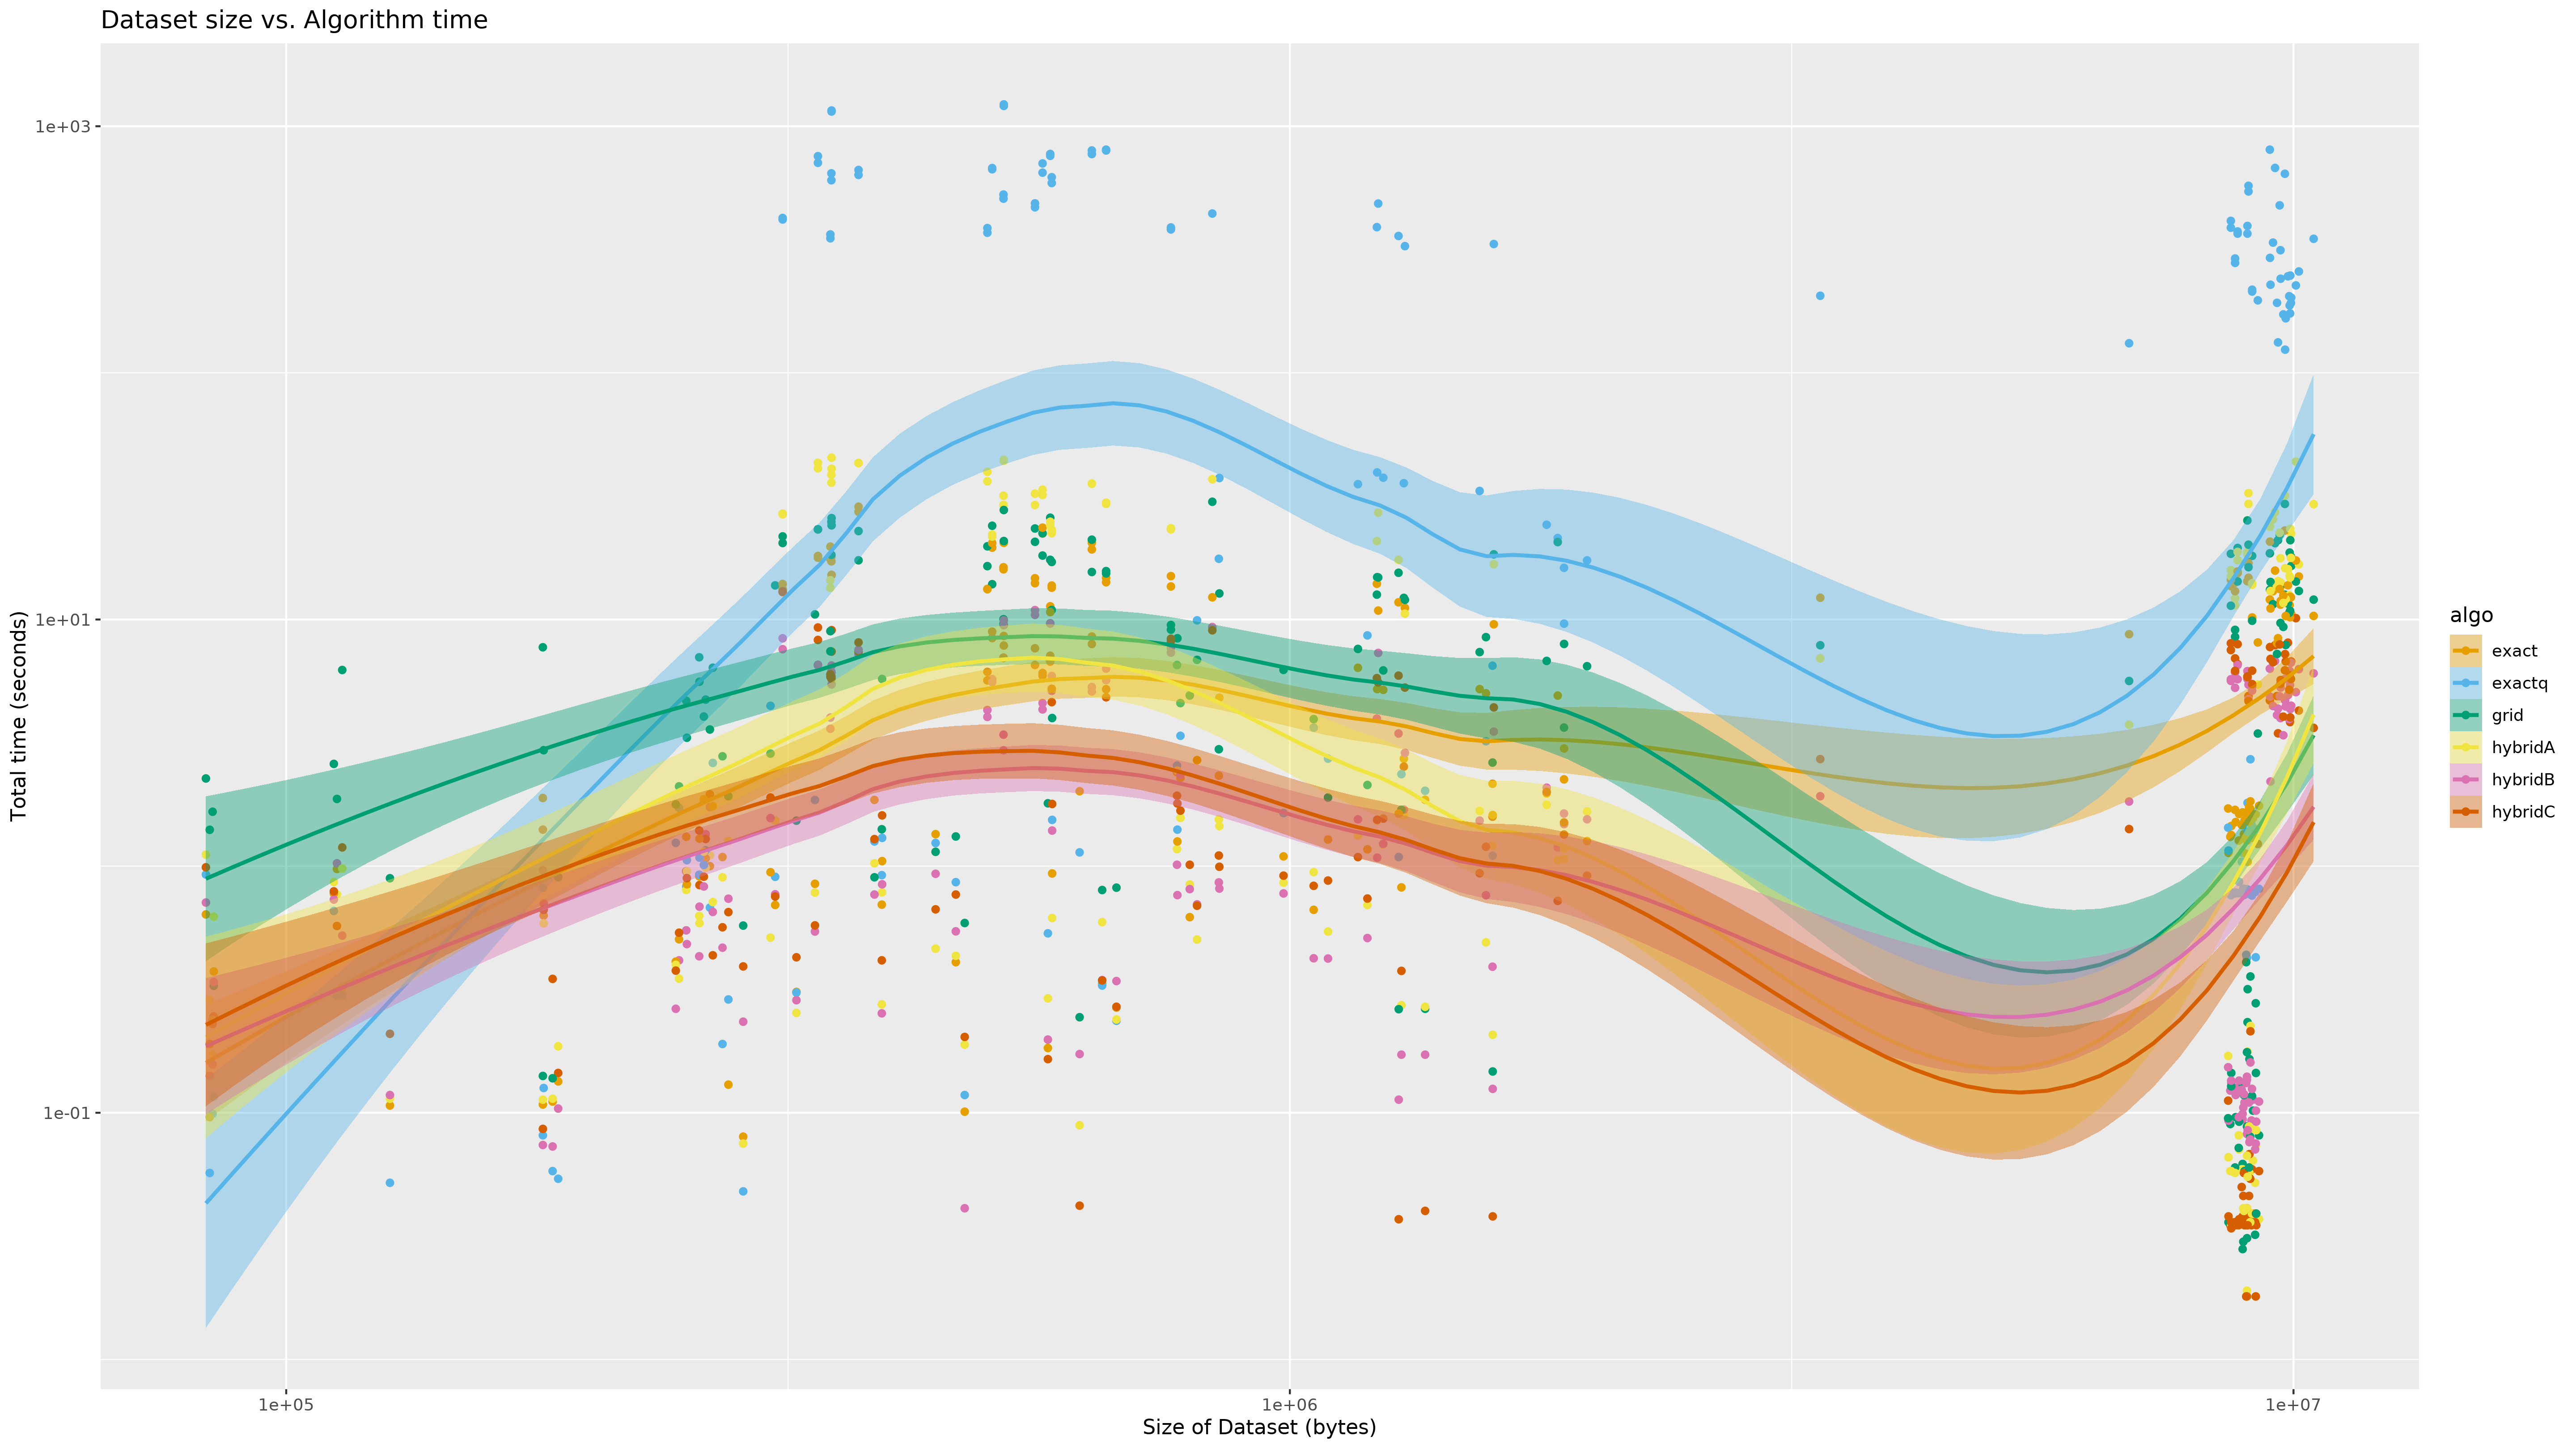 Dataset size vs. Algorithm time
Total time (seconds)
1e+03
1e+01
1e-01
1e+05
1e+06
1e+07
Size of Dataset (bytes)
algo
exact
exactq
grid
hybridA
hybridB
hybridC